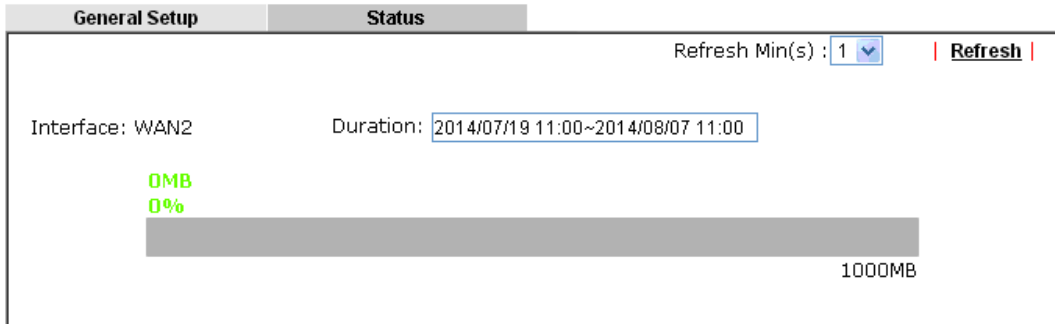 General Setup Status
Refresh Min(s) : 1 | Refresh |
Interface: WAN2 Duration: 2014/07/19 11:00~2014/08/07 11:00
0MB
0%
1000MB